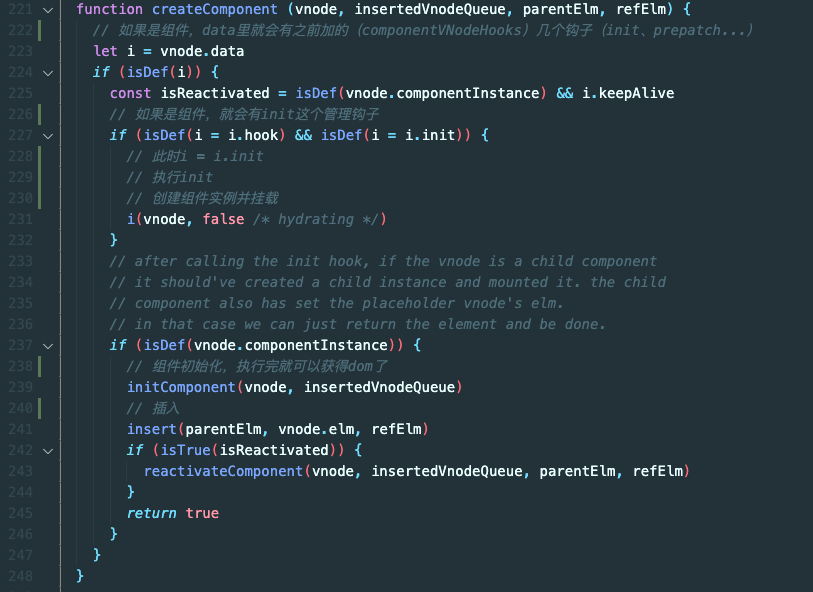 221 function createComponent (vnode, insertedVnodeQueue, parentElm, refElm) {
222 // 如果是组件，data里就会有之前加的（componentVNodeHooks）几个钩子（init、prepatch...）
223 let i = vnode.data
224 if (isDef(i)) {
225 const isReactivated = isDef(vnode.componentInstance) && i.keepAlive
226 // 如果是组件，就会有init这个管理钩子
227 if (isDef(i = i.hook) && isDef(i = i.init)) {
228 // 此时i = i.init
229 // 执行init
230 // 创建组件实例并挂载
231 i(vnode, false /* hydrating */)
232 }
233 // after calling the init hook, if the vnode is a child component
234 // it should've created a child instance and mounted it. the child
235 // component also has set the placeholder vnode's elm.
236 // in that case we can just return the element and be done.
237 if (isDef(vnode.componentInstance)) {
238 // 组件初始化，执行完就可以获得dom了
239 initComponent(vnode, insertedVnodeQueue)
240 // 插入
241 insert(parentElm, vnode.elm, refElm)
242 if (isTrue(isReactivated)) {
243 reactivateComponent(vnode, insertedVnodeQueue, parentElm, refElm)
244 }
245 return true
246 }
247 }
248 }